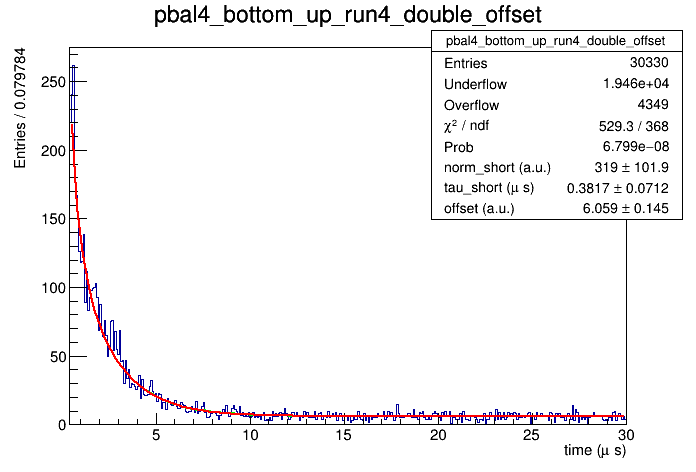 pbal4_bottom_up_run4_double_offset
pbal4_bottom_up_run4_double_offset
Entries 30330
Underflow 1.946e+04
Overflow 4349
χ² / ndf 529.3 / 368
Prob 6.799e−08
norm_short (a.u.) 319 ± 101.9
tau_short (μ s) 0.3817 ± 0.0712
offset (a.u.) 6.059 ± 0.145
Entries / 0.079784
250
200
150
100
50
0
5 10 15 20 25 30
time (μ s)